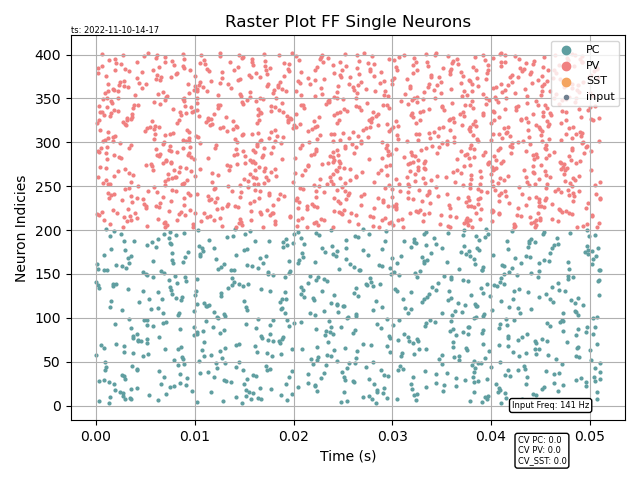 Raster Plot FF Single Neurons
ts: 2022-11-10-14-17
PC
PV
SST
input
400
350
300
250
200
150
100
50
0
Neuron Indicies
Input Freq: 141 Hz
0.00 0.01 0.02 0.03 0.04 0.05
Time (s)
CV PC: 0.0
CV PV: 0.0
CV_SST: 0.0